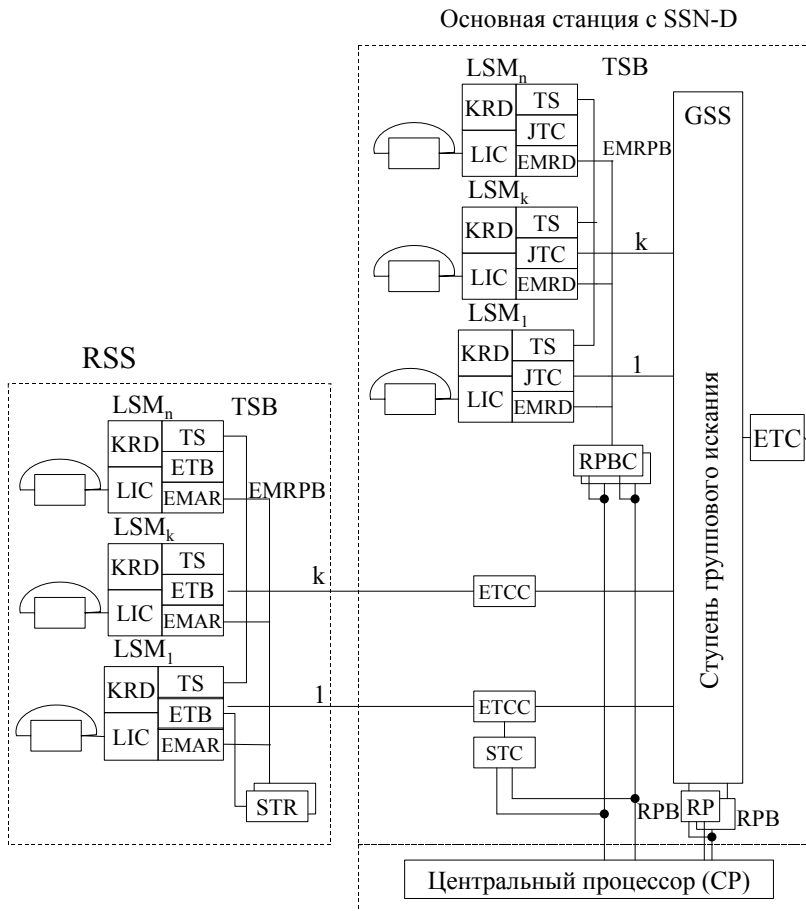 Основная станция с SSN-D
LSMn TSB
KRD TS GSS
JTC
LIC EMRD EMRPB
LSMk
KRD TS
JTC k
LIC EMRD
LSM1
KRD TS
JTC 1
LIC EMRD
Ступень группового искания
ETC
RPBC
RSS
LSMn TSB
KRD TS
ETB
LIC EMAR EMRPB
LSMk
KRD TS
ETB k ETCC
LIC EMAR
LSM1
KRD TS
ETB 1 ETCC
LIC EMAR STC
STR
RPB RP RPB
Центральный процессор (CP)